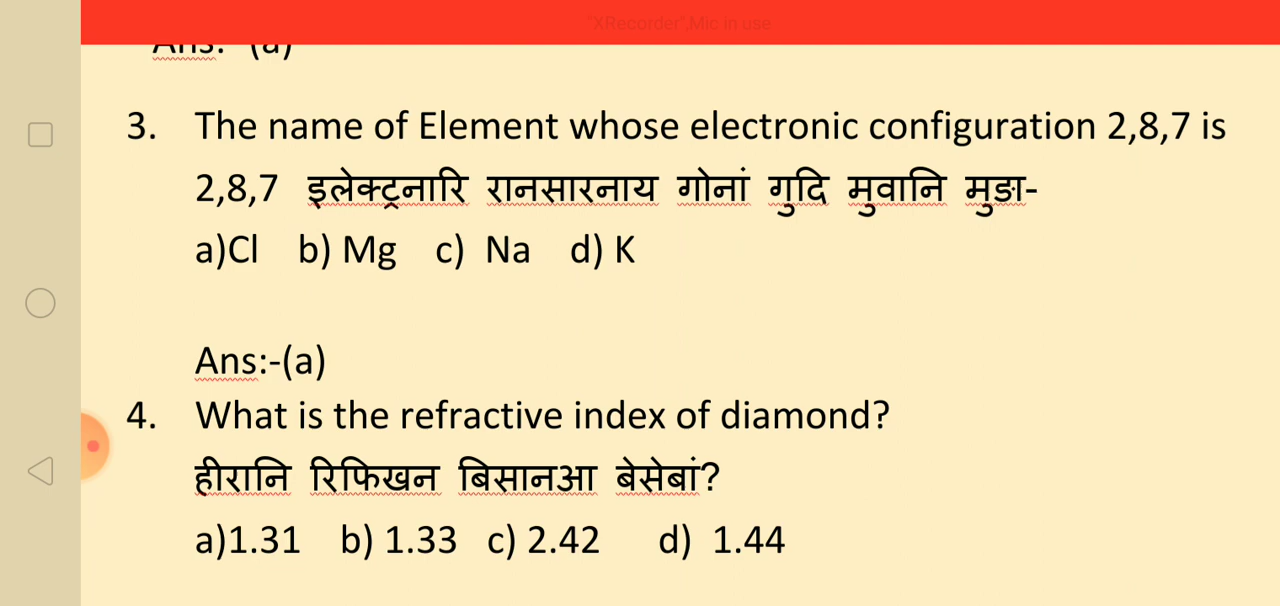 "XRecorder",Mic in use
Ans: (a)
3. The name of Element whose electronic configuration 2,8,7 is
2,8,7 इलेक्ट्रनारि रानसारनाय गोनां गुदि मुवानि मुङा-
a)Cl b) Mg c) Na d) K
Ans:-(a)
4. What is the refractive index of diamond?
हीरानि रिफिखन बिसानआ बेसेबां?
a)1.31 b) 1.33 c) 2.42 d) 1.44